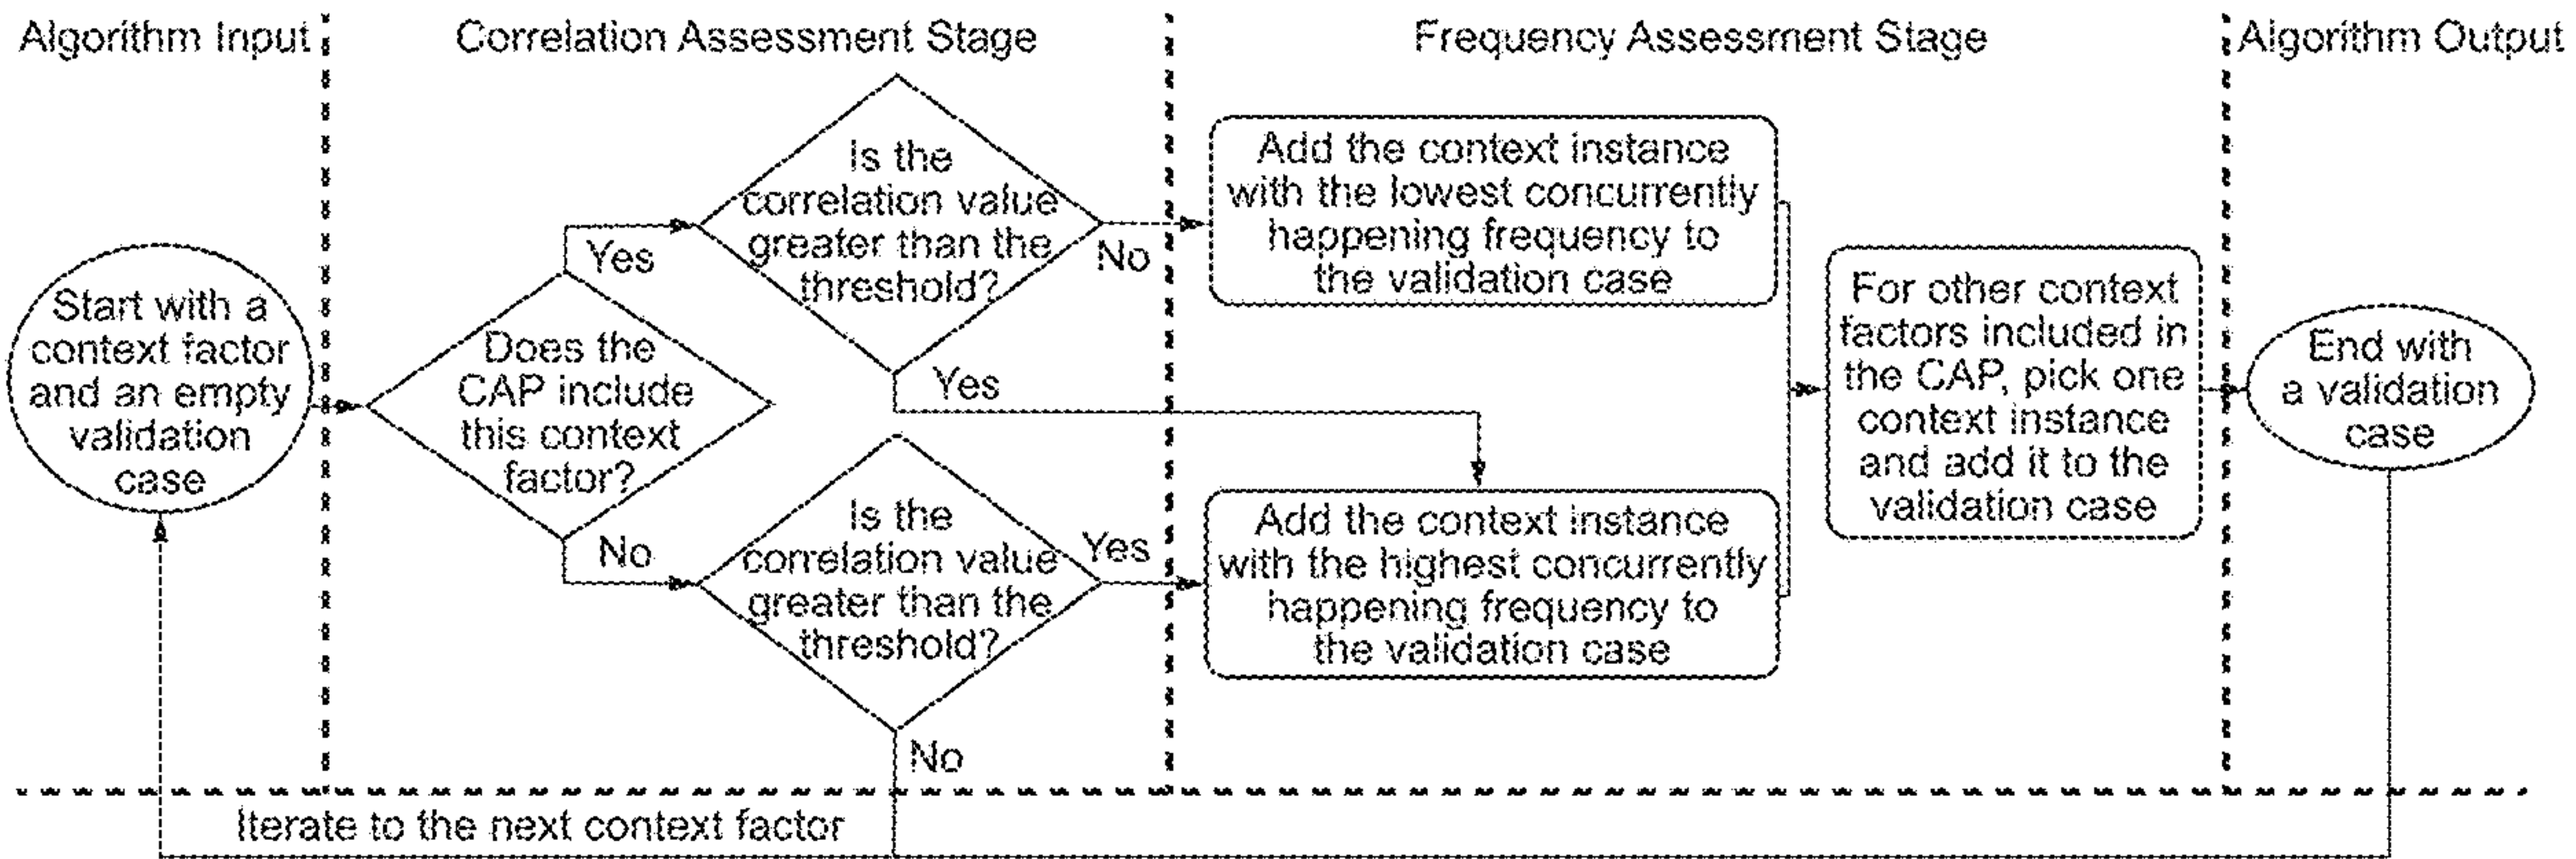 Algorithm Input
Correlation Assessment Stage
Frequency Assessment Stage
Algorithm Output
Start with a
context factor
and an empty
validation
case
Does the
CAP include
this context
factor?
Yes
No
Is the
correlation value
greater than the
threshold?
No
Yes
Is the
correlation value
greater than the
threshold?
Yes
No
Add the context instance
with the lowest concurrently
happening frequency to
the validation case
Add the context instance
with the highest concurrently
happening frequency to
the validation case
For other context
factors included in
the CAP, pick one
context instance
and add it to the
validation case
End with
a validation
case
Iterate to the next context factor